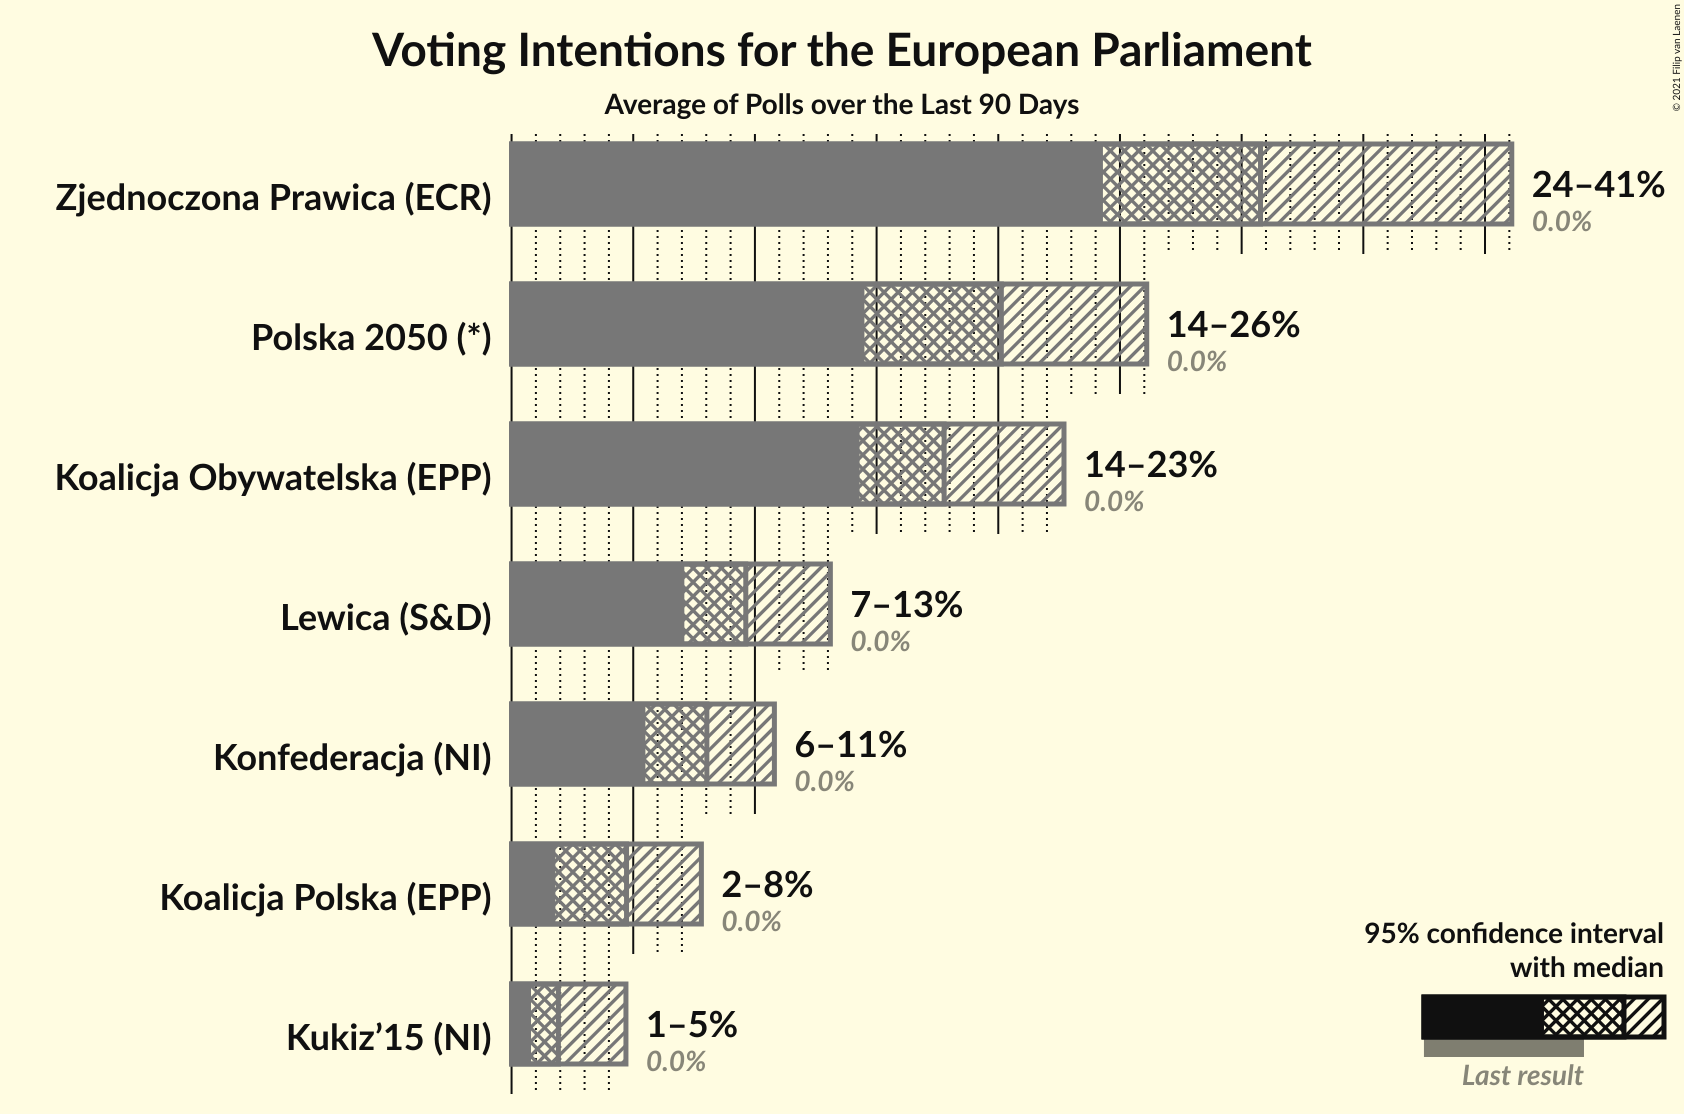 Voting Intentions for the European Parliament
Average of Polls over the Last 90 Days
© 2021 Filip van Laenen
Zjednoczona Prawica (ECR)
24–41%
0.0%
Polska 2050 (*)
14–26%
0.0%
Koalicja Obywatelska (EPP)
14–23%
0.0%
Lewica (S&D)
7–13%
0.0%
Konfederacja (NI)
6–11%
0.0%
Koalicja Polska (EPP)
2–8%
0.0%
Kukiz’15 (NI)
1–5%
0.0%
95% confidence interval
with median
Last result